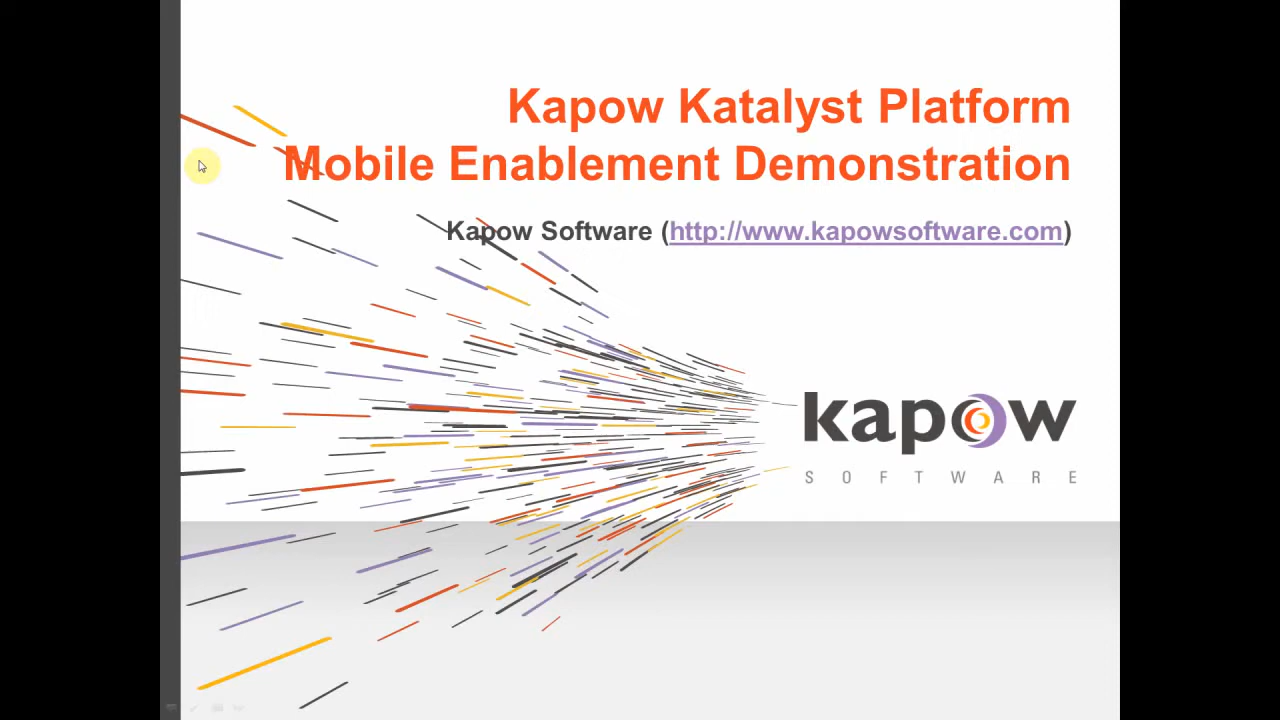 Kapow Katalyst Platform
Mobile Enablement Demonstration
Kapow Software (http://www.kapowsoftware.com)
kapow
SOFTWARE